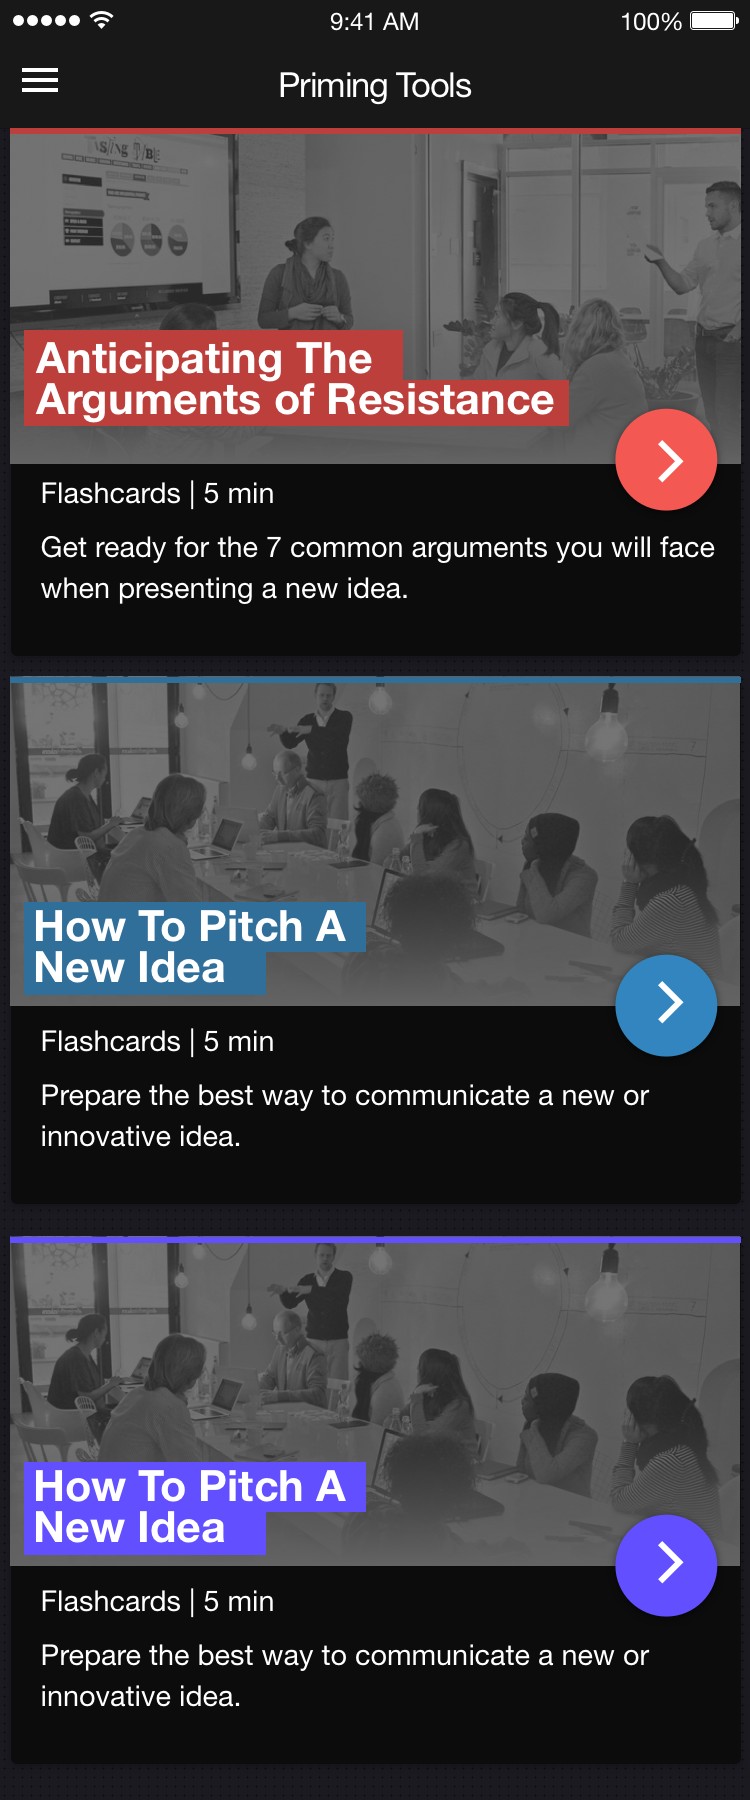 9:41 AM
100%
Priming Tools
Anticipating The
Arguments of Resistance
Flashcards | 5 min
Get ready for the 7 common arguments you will face
when presenting a new idea.
How To Pitch A
New Idea
Flashcards | 5 min
Prepare the best way to communicate a new or
innovative idea.
How To Pitch A
New Idea
Flashcards | 5 min
Prepare the best way to communicate a new or
innovative idea.